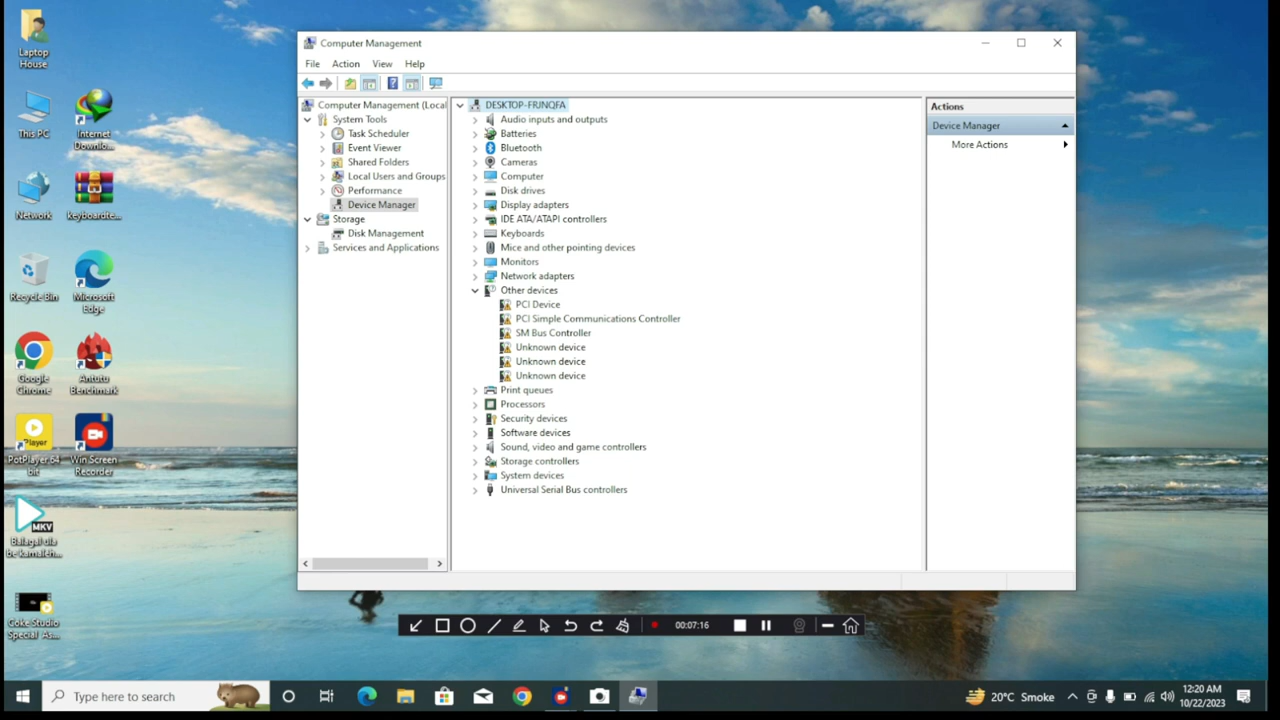 Laptop
House
This PC
Internet
Downlo...
Network
keyboardte...
Recycle Bin
Microsoft
Edge
Google
Chrome
Antutu
Benchmark
Player
PotPlayer 64
bit
Win Screen
Recorder
MKV
Balagal ula
be kamal-h...
Coke Studio
Special As...
Computer Management
File Action View Help
Computer Management (Local
System Tools
Task Scheduler
Event Viewer
Shared Folders
Local Users and Groups
Performance
Device Manager
Storage
Disk Management
Services and Applications
DESKTOP-FRJNQFA
Audio inputs and outputs
Batteries
Bluetooth
Cameras
Computer
Disk drives
Display adapters
IDE ATA/ATAPI controllers
Keyboards
Mice and other pointing devices
Monitors
Network adapters
Other devices
PCI Device
PCI Simple Communications Controller
SM Bus Controller
Unknown device
Unknown device
Unknown device
Print queues
Processors
Security devices
Software devices
Sound, video and game controllers
Storage controllers
System devices
Universal Serial Bus controllers
Actions
Device Manager
More Actions
00:07:16
Type here to search
20°C Smoke
12:20 AM
10/22/2023